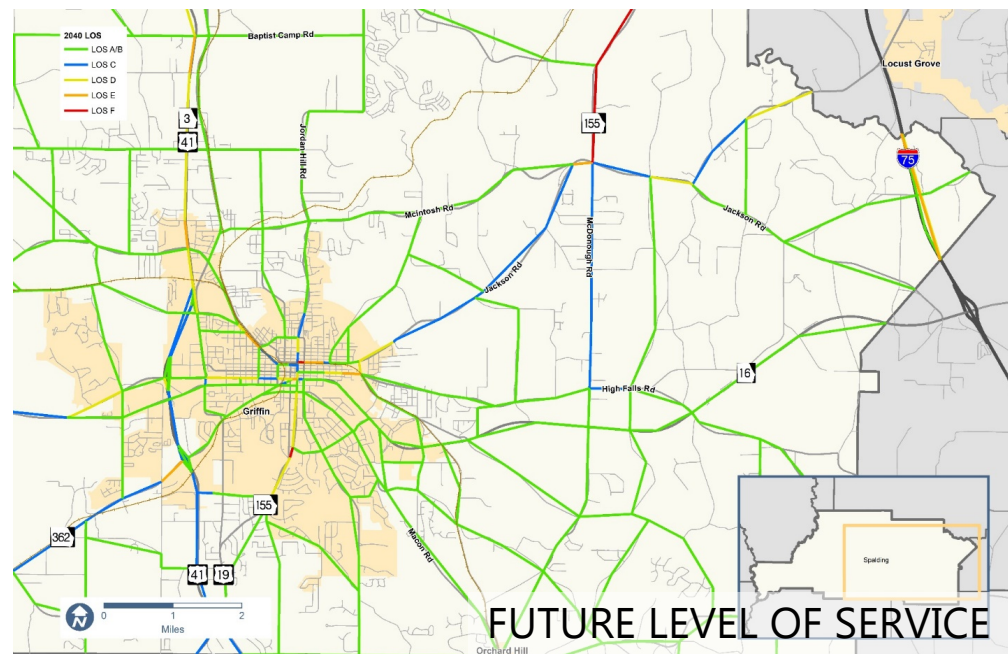 2040 LOS
LOS A/B
LOS C
LOS D
LOS E
LOS F
Baptist Camp Rd
Locust Grove
3
41
155
75
Jordan Hill Rd
Mcintosh Rd
Jackson Rd
McDonough Rd
Jackson Rd
16
High Falls Rd
Griffin
155
362
Macon Rd
41
19
Spalding
0
1
2
Miles
N
FUTURE LEVEL OF SERVICE
Orchard Hill